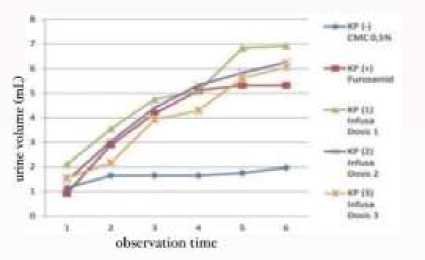 8
7
6
5
4
3
2
1
0
urine volume (mL)
1 2 3 4 5 6
observation time
KP (-)
CMC 0,5%
KP (+)
Furosemid
KP (1)
Infusa
Dosis 1
KP (2)
Infusa
Dosis 2
KP (3)
Infusa
Dosis 3